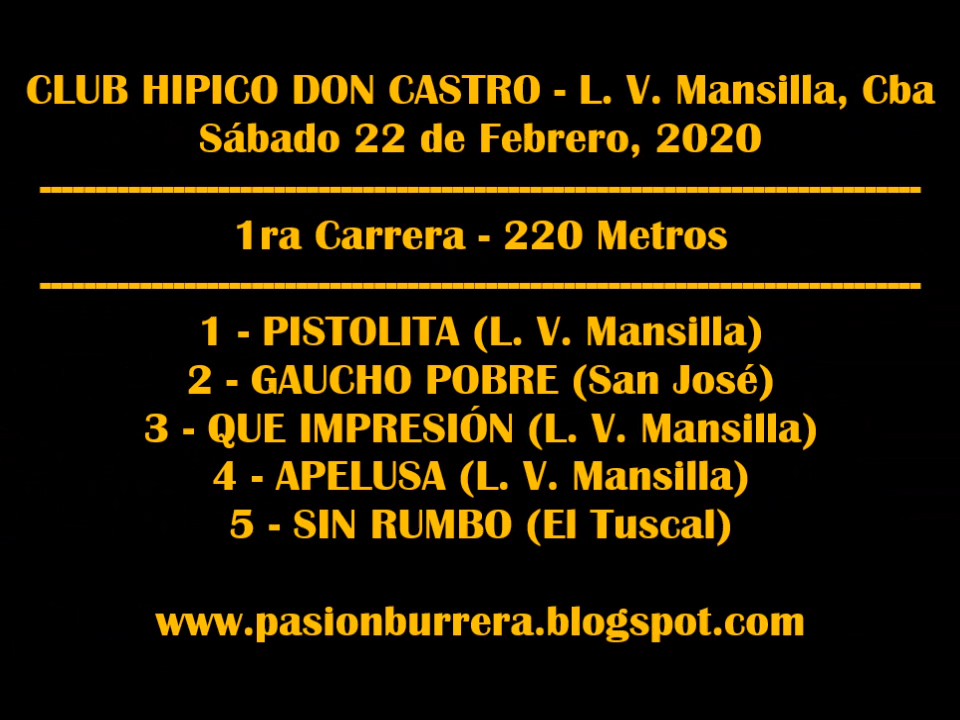 CLUB HIPICO DON CASTRO - L. V. Mansilla, Cba
Sábado 22 de Febrero, 2020
--------------------------------------------------------------------------------
1ra Carrera - 220 Metros
--------------------------------------------------------------------------------
1 - PISTOLITA (L. V. Mansilla)
2 - GAUCHO POBRE (San José)
3 - QUE IMPRESIÓN (L. V. Mansilla)
4 - APELUSA (L. V. Mansilla)
5 - SIN RUMBO (El Tuscal)
www.pasionburrera.blogspot.com